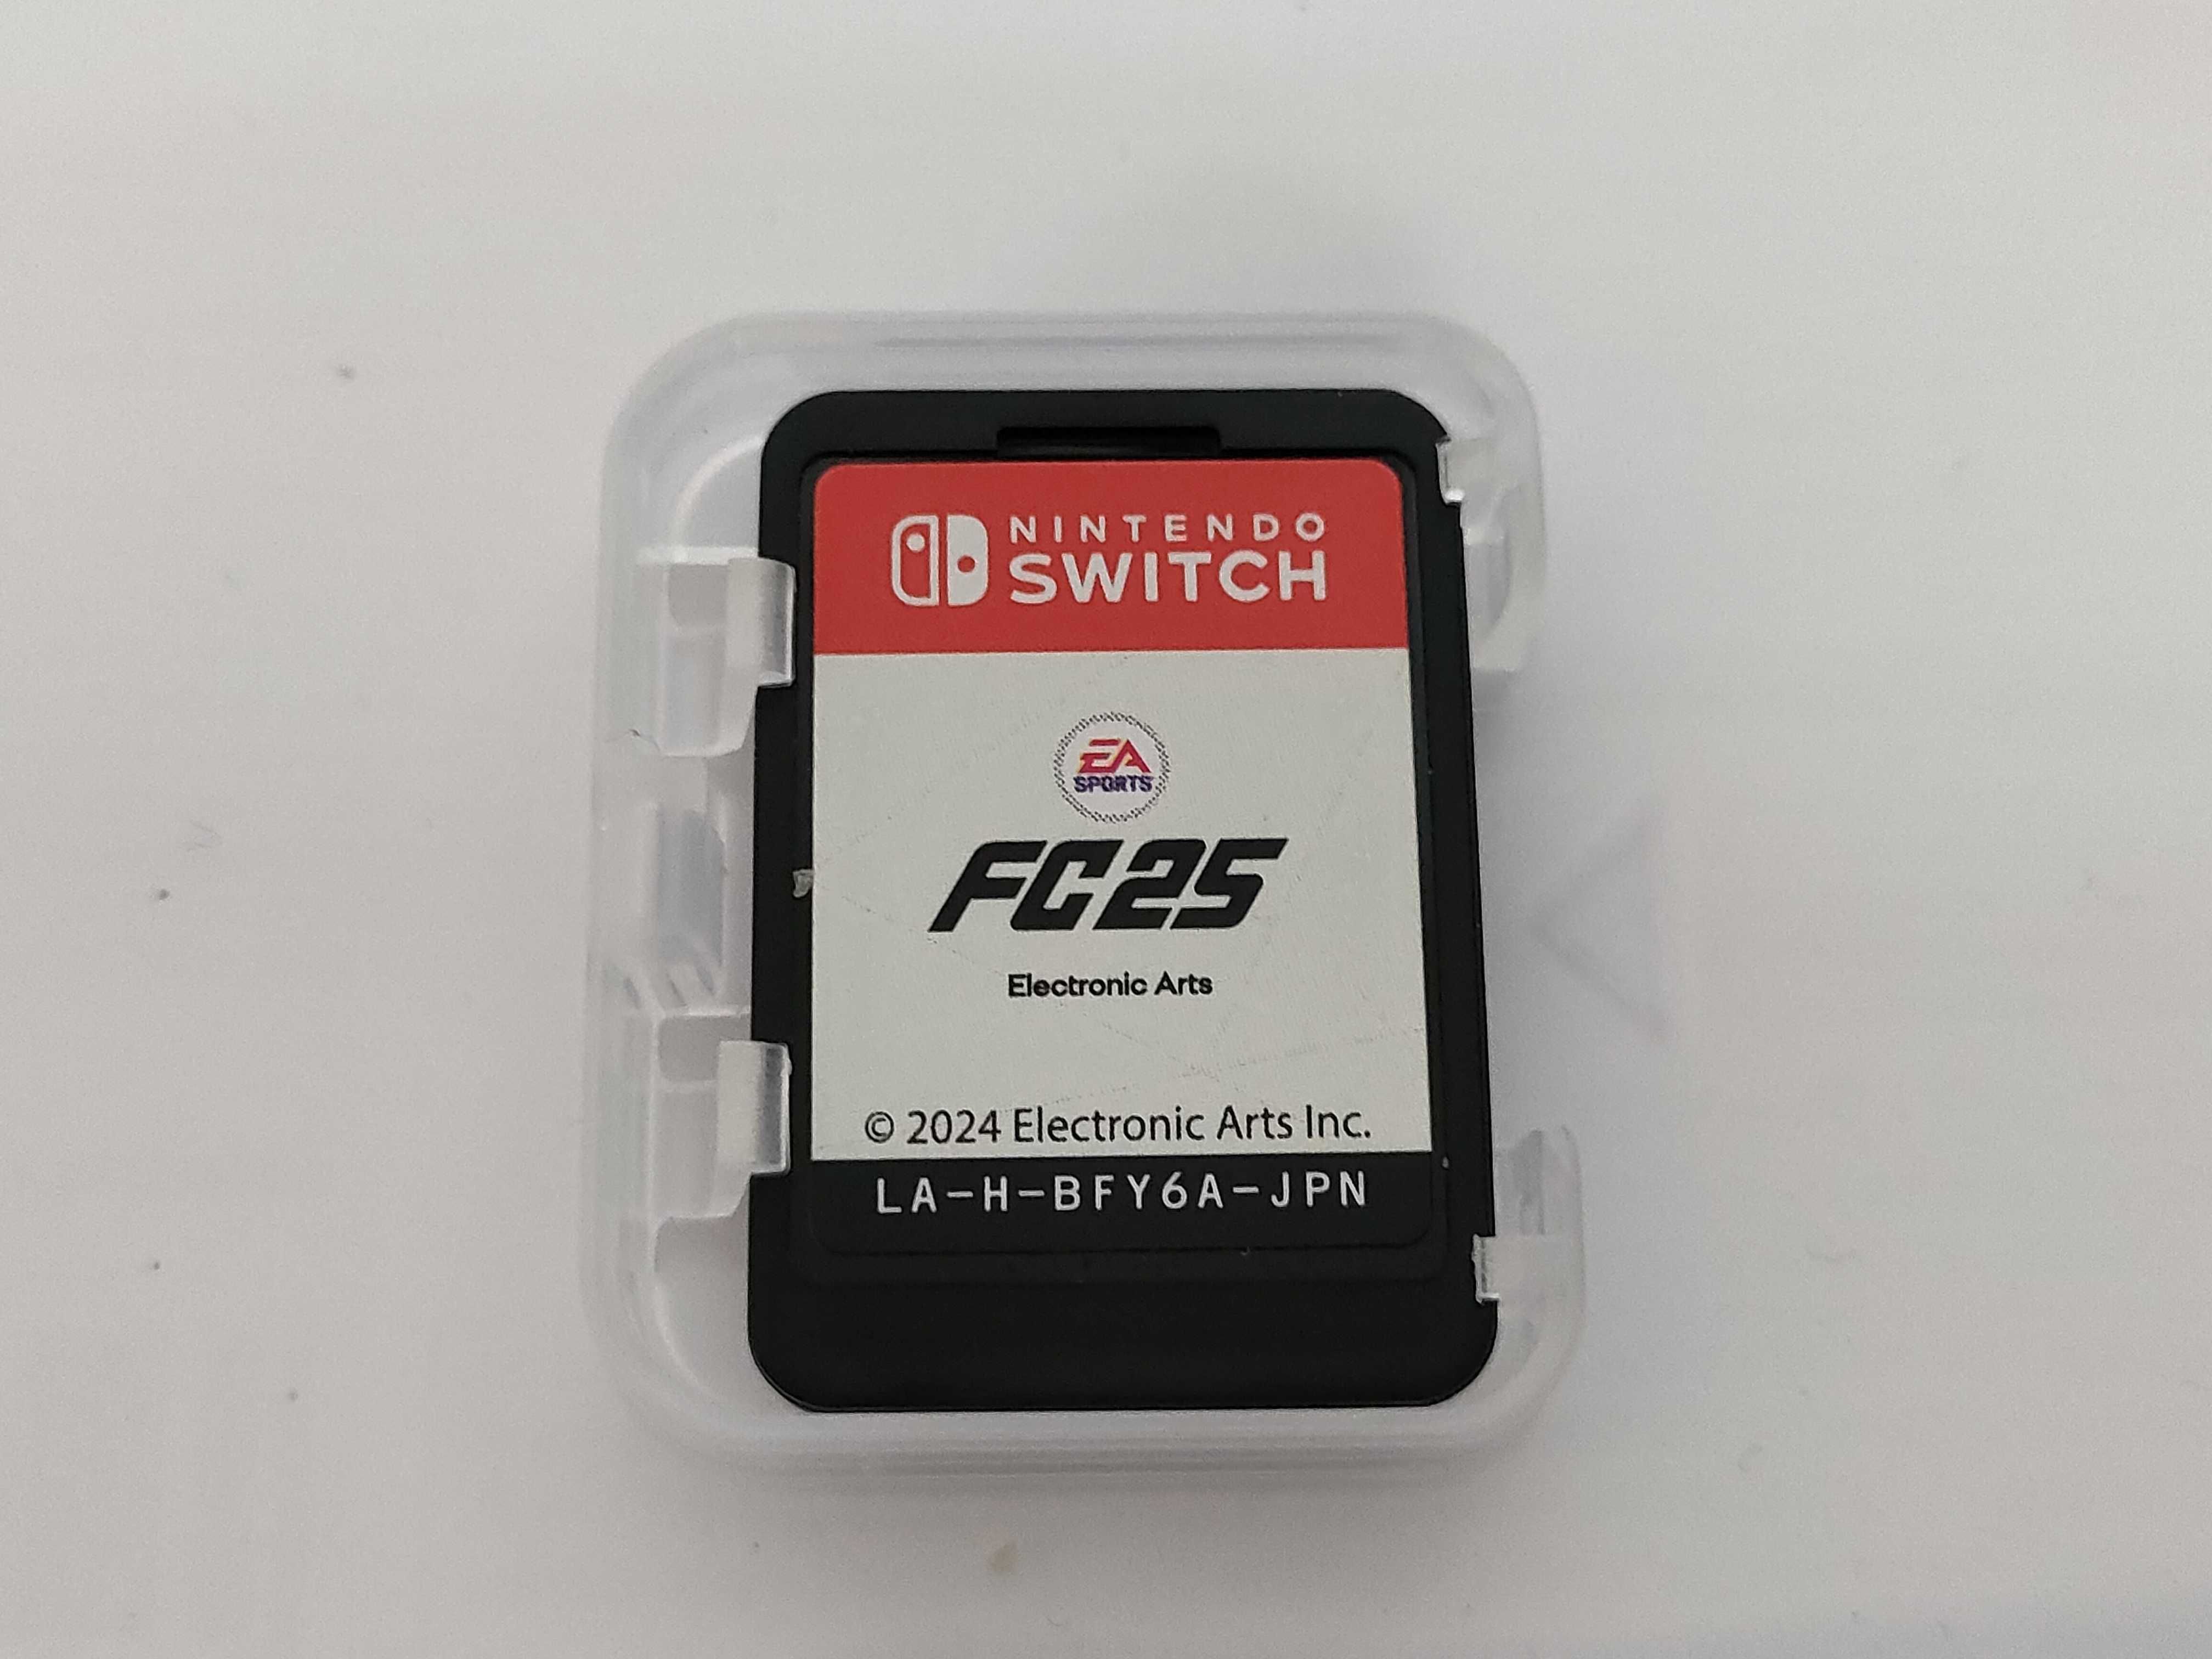 NINTENDO
SWITCH
EA
SPORTS
FC25
Electronic Arts
© 2024 Electronic Arts Inc.
LA-H-BFY6A-JPN